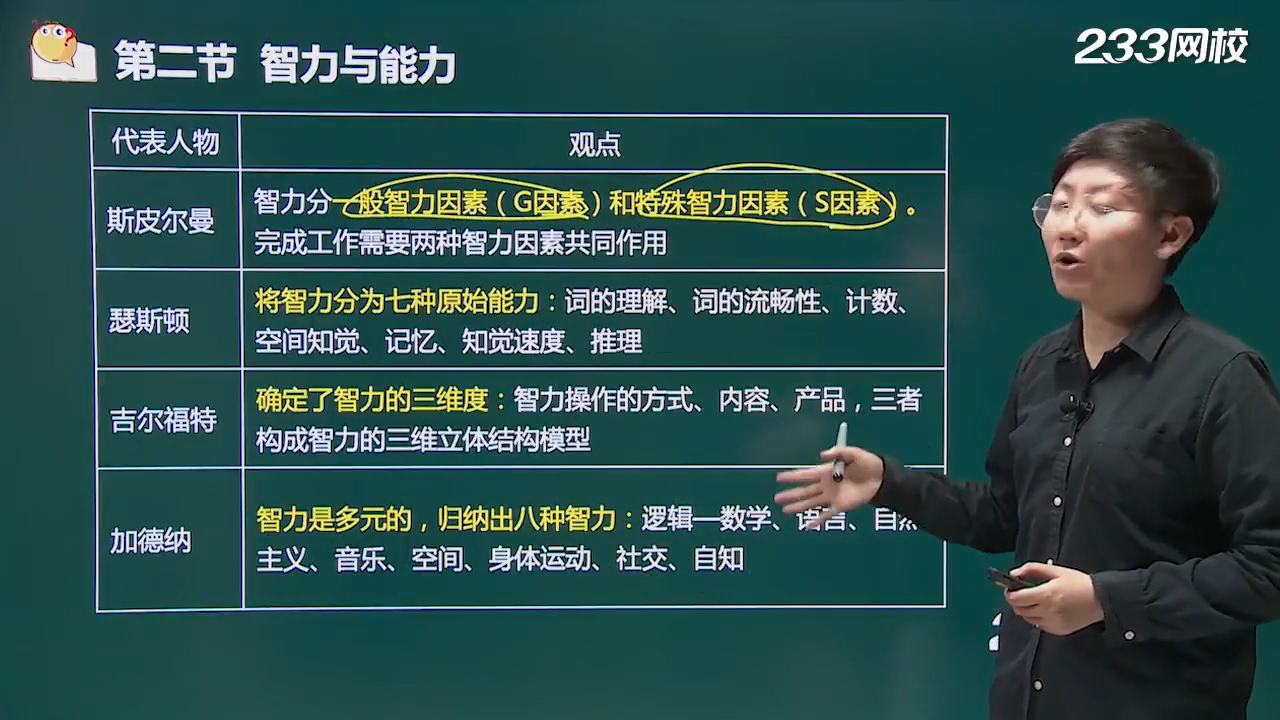 第二节 智力与能力
233网校
代表人物
观点
斯皮尔曼
智力分一般智力因素（G因素）和特殊智力因素（S因素）。
完成工作需要两种智力因素共同作用
瑟斯顿
将智力分为七种原始能力：词的理解、词的流畅性、计数、
空间知觉、记忆、知觉速度、推理
吉尔福特
确定了智力的三维度：智力操作的方式、内容、产品，三者
构成智力的三维立体结构模型
加德纳
智力是多元的，归纳出八种智力：逻辑—数学、语言、自然
主义、音乐、空间、身体运动、社交、自知